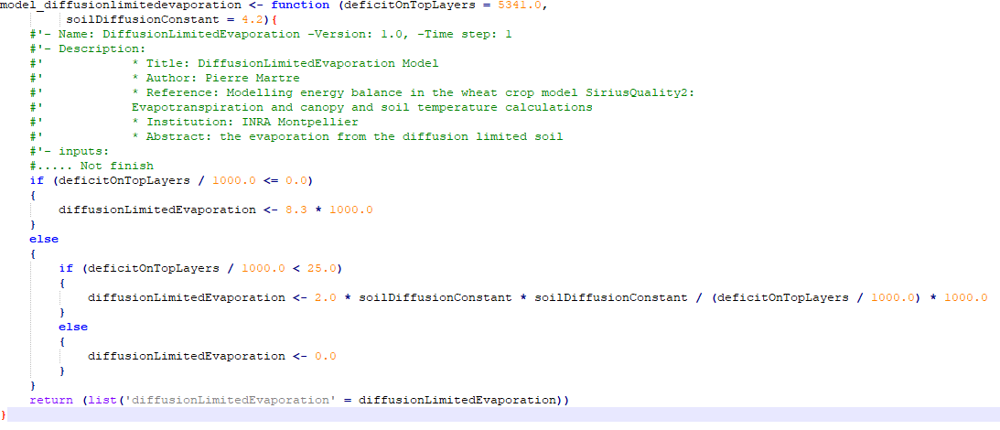 model_diffusionlimitedevaporation <- function (deficitOnTopLayers = 5341.0,
soilDiffusionConstant = 4.2){
#'- Name: DiffusionLimitedEvaporation -Version: 1.0, -Time step: 1
#'- Description:
#' * Title: DiffusionLimitedEvaporation Model
#' * Author: Pierre Martre
#' * Reference: Modelling energy balance in the wheat crop model SiriusQuality2:
#' Evapotranspiration and canopy and soil temperature calculations
#' * Institution: INRA Montpellier
#' * Abstract: the evaporation from the diffusion limited soil
#'- inputs:
#..... Not finish
if (deficitOnTopLayers / 1000.0 <= 0.0)
{
diffusionLimitedEvaporation <- 8.3 * 1000.0
}
else
{
if (deficitOnTopLayers / 1000.0 < 25.0)
{
diffusionLimitedEvaporation <- 2.0 * soilDiffusionConstant * soilDiffusionConstant / (deficitOnTopLayers / 1000.0) * 1000.0
}
else
{
diffusionLimitedEvaporation <- 0.0
}
}
return (list('diffusionLimitedEvaporation' = diffusionLimitedEvaporation))
}